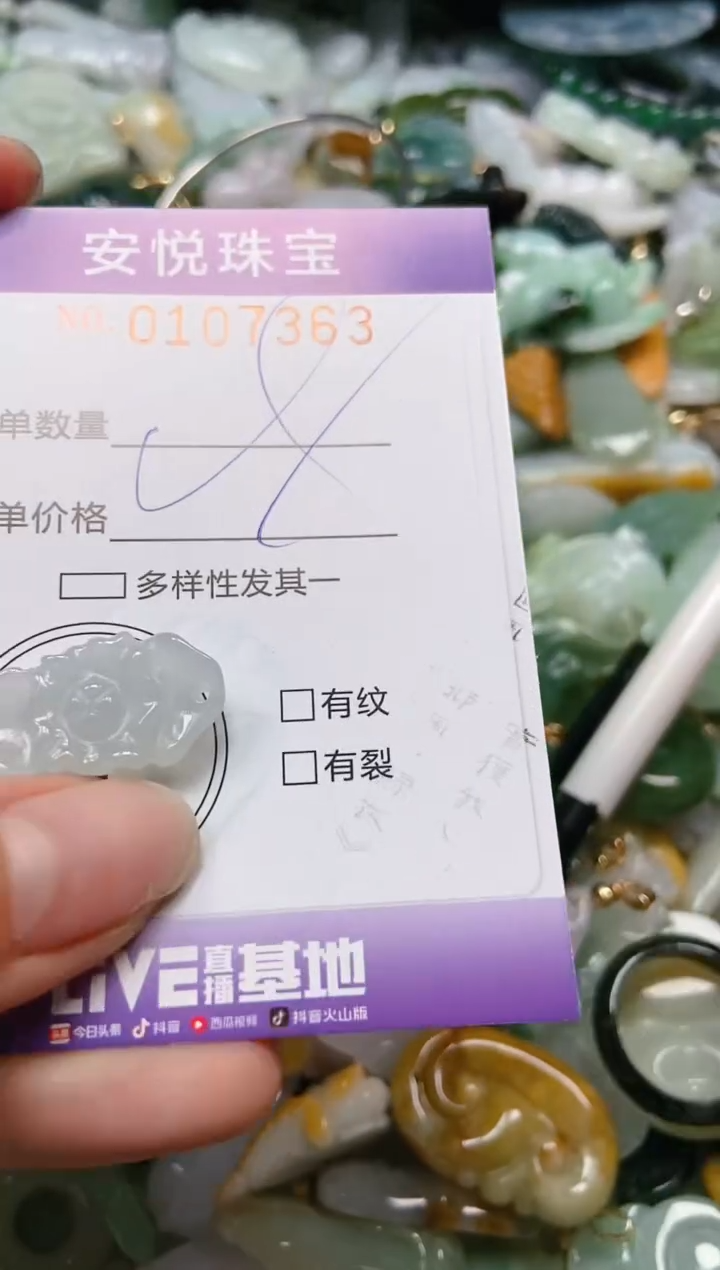 安悦珠宝
NO. 0107363
单数量
单价格
多样性发其一
有纹
有裂
LIVE直播基地
今日头条 抖音 西瓜视频 抖音火山版